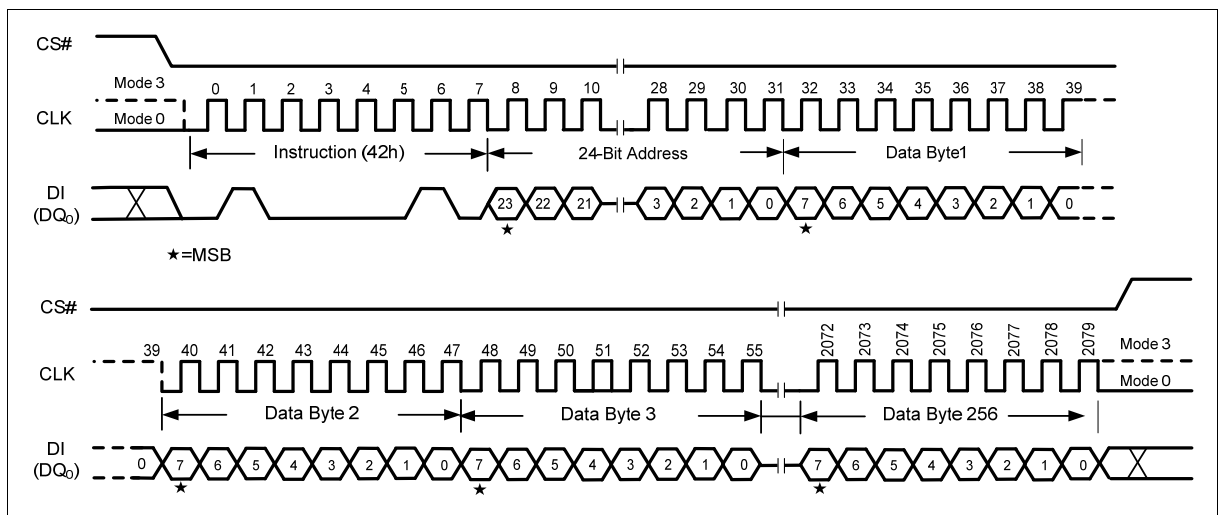 CS#
Mode 3
0 1 2 3 4 5 6 7 8 9 10 28 29 30 31 32 33 34 35 36 37 38 39
CLK
Mode 0
Instruction (42h) 24-Bit Address Data Byte1
DI
(DQ0)
23 22 21 3 2 1 0 7 6 5 4 3 2 1 0
★ ★
★=MSB
CS#
39 40 41 42 43 44 45 46 47 48 49 50 51 52 53 54 55 2072 2073 2074 2075 2076 2077 2078 2079
Mode 3
CLK
Mode 0
Data Byte 2 Data Byte 3 Data Byte 256
DI
(DQ0)
0 7 6 5 4 3 2 1 0 7 6 5 4 3 2 1 0 7 6 5 4 3 2 1 0
★ ★ ★